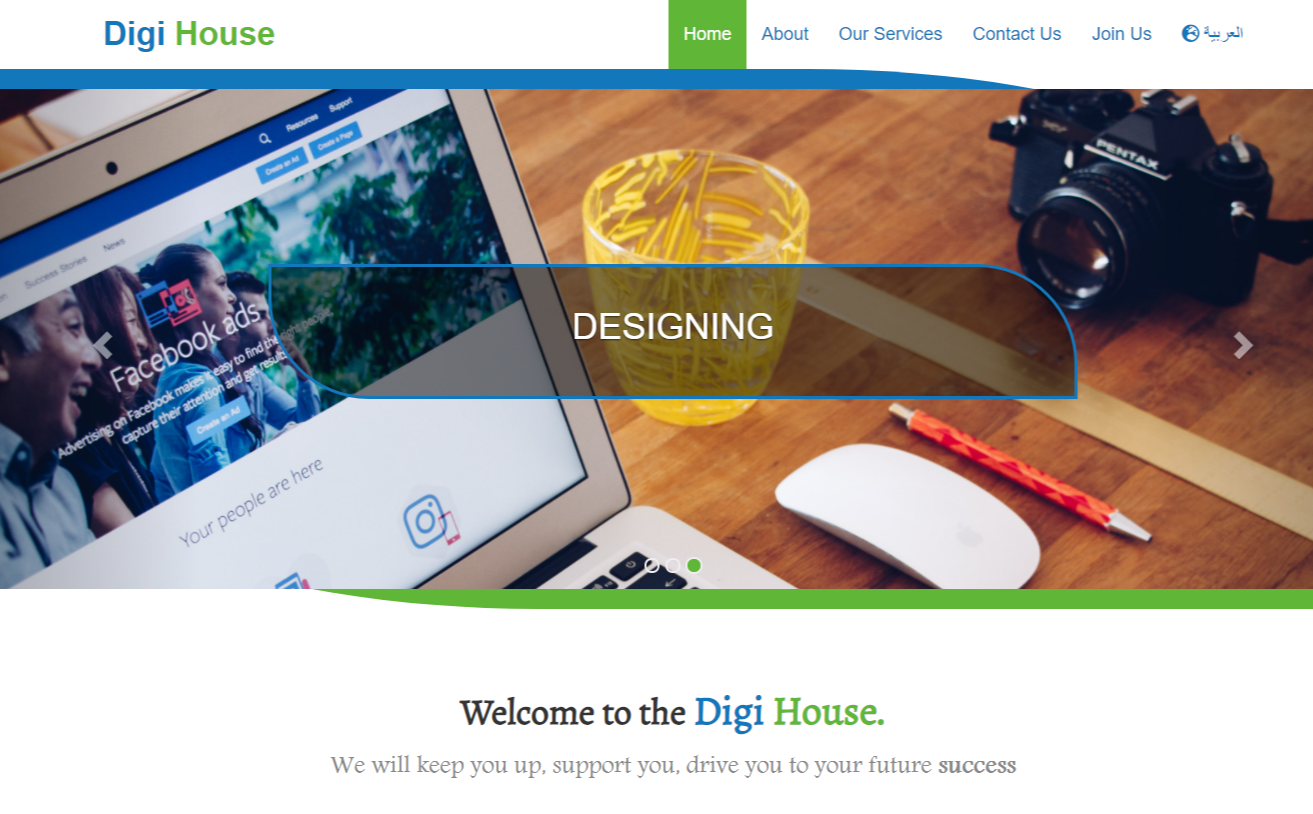 Digi House
Home
About
Our Services
Contact Us
Join Us
العربية
Resources
Support
Create an Ad
Create a Page
Success Stories
News
PENTAX
Facebook ads
Advertising on Facebook makes it easy to find the right people,
capture their attention and get results.
Create an Ad
DESIGNING
Your people are here
Welcome to the Digi House.
We will keep you up, support you, drive you to your future success